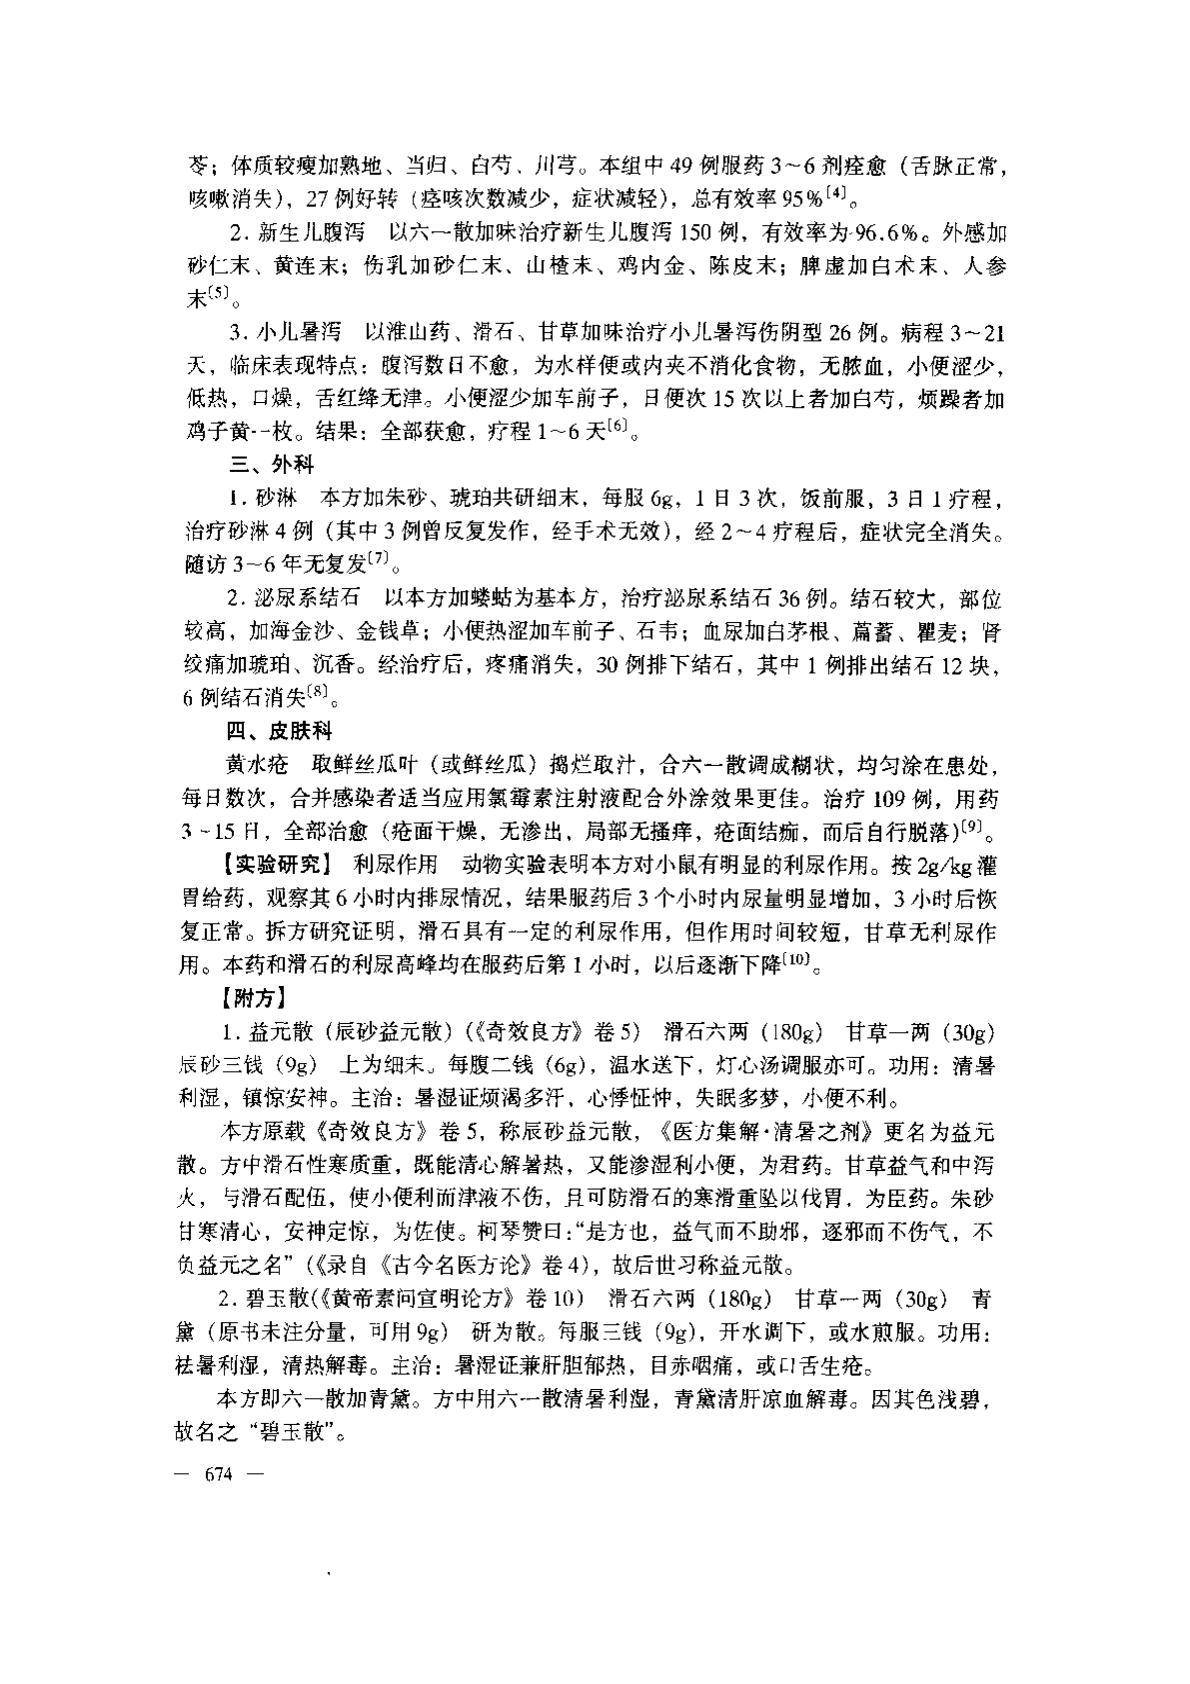 苓；体质较瘦加熟地、当归、白芍、川芎。本组中 49 例服药 3～6 剂痊愈（舌脉正常，
咳嗽消失），27 例好转（痉咳次数减少，症状减轻），总有效率 95%〔4〕。
2. 新生儿腹泻　以六一散加味治疗新生儿腹泻 150 例，有效率为 96.6%。外感加
砂仁末、黄连末；伤乳加砂仁末、山楂末、鸡内金、陈皮末；脾虚加白术末、人参
末〔5〕。
3. 小儿暑泻　以淮山药、滑石、甘草加味治疗小儿暑泻伤阴型 26 例。病程 3～21
天，临床表现特点：腹泻数日不愈，为水样便或内夹不消化食物，无脓血，小便涩少，
低热，口燥，舌红绛无津。小便涩少加车前子，日便次 15 次以上者加白芍，烦躁者加
鸡子黄一枚。结果：全部获愈，疗程 1～6 天〔6〕。
三、外科
1. 砂淋　本方加朱砂、琥珀共研细末，每服 6g，1 日 3 次，饭前服，3 日 1 疗程，
治疗砂淋 4 例（其中 3 例曾反复发作，经手术无效），经 2～4 疗程后，症状完全消失。
随访 3～6 年无复发〔7〕。
2. 泌尿系结石　以本方加蝼蛄为基本方，治疗泌尿系结石 36 例。结石较大，部位
较高，加海金沙、金钱草；小便热涩加车前子、石韦；血尿加白茅根、萹蓄、瞿麦；肾
绞痛加琥珀、沉香。经治疗后，疼痛消失，30 例排下结石，其中 1 例排出结石 12 块，
6 例结石消失〔8〕。
四、皮肤科
黄水疮　取鲜丝瓜叶（或鲜丝瓜）捣烂取汁，合六一散调成糊状，均匀涂在患处，
每日数次，合并感染者适当应用氯霉素注射液配合外涂效果更佳。治疗 109 例，用药
3～15 日，全部治愈（疮面干燥，无渗出，局部无搔痒，疮面结痂，而后自行脱落）〔9〕。
【实验研究】　利尿作用　动物实验表明本方对小鼠有明显的利尿作用。按 2g/kg 灌
胃给药，观察其 6 小时内排尿情况，结果服药后 3 个小时内尿量明显增加，3 小时后恢
复正常。拆方研究证明，滑石具有一定的利尿作用，但作用时间较短，甘草无利尿作
用。本药和滑石的利尿高峰均在服药后第 1 小时，以后逐渐下降〔10〕。
【附方】
1. 益元散（辰砂益元散）（《奇效良方》卷 5）　滑石六两（180g）　甘草一两（30g）
辰砂三钱（9g）　上为细末。每腹二钱（6g），温水送下，灯心汤调服亦可。功用：清暑
利湿，镇惊安神。主治：暑湿证烦渴多汗，心悸怔忡，失眠多梦，小便不利。
本方原载《奇效良方》卷 5，称辰砂益元散，《医方集解·清暑之剂》更名为益元
散。方中滑石性寒质重，既能清心解暑热，又能渗湿利小便，为君药。甘草益气和中泻
火，与滑石配伍，使小便利而津液不伤，且可防滑石的寒滑重坠以伐胃，为臣药。朱砂
甘寒清心，安神定惊，为佐使。柯琴赞曰：“是方也，益气而不助邪，逐邪而不伤气，不
负益元之名”（《录自《古今名医方论》卷 4），故后世习称益元散。
2. 碧玉散(《黄帝素问宣明论方》卷 10）　滑石六两（180g）　甘草一两（30g）　青
黛（原书未注分量，可用 9g）　研为散。每服三钱（9g），开水调下，或水煎服。功用：
祛暑利湿，清热解毒。主治：暑湿证兼肝胆郁热，目赤咽痛，或口舌生疮。
本方即六一散加青黛。方中用六一散清暑利湿，青黛清肝凉血解毒。因其色浅碧，
故名之“碧玉散”。
— 674 —